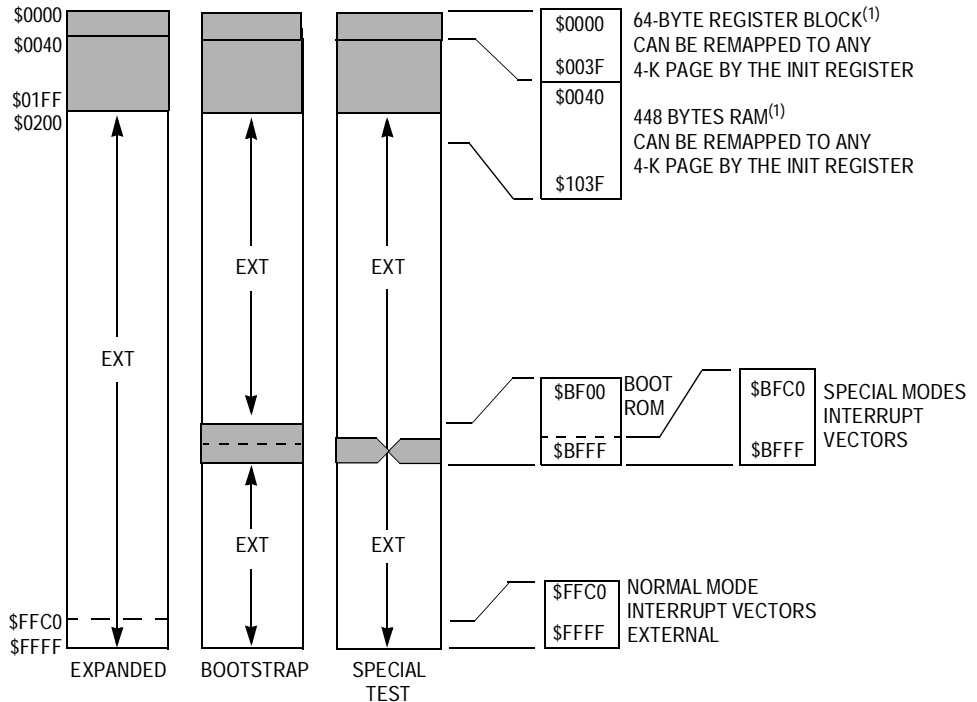 $0000
$0040
$01FF
$0200
$FFC0
$FFFF
EXT
EXT
EXT
EXT
EXT
EXPANDED
BOOTSTRAP
SPECIAL
TEST
$0000
$003F
64-BYTE REGISTER BLOCK(1)
CAN BE REMAPPED TO ANY
4-K PAGE BY THE INIT REGISTER
$0040
$103F
448 BYTES RAM(1)
CAN BE REMAPPED TO ANY
4-K PAGE BY THE INIT REGISTER
$BF00
$BFFF
BOOT
ROM
$BFC0
$BFFF
SPECIAL MODES
INTERRUPT
VECTORS
$FFC0
$FFFF
NORMAL MODE
INTERRUPT VECTORS
EXTERNAL